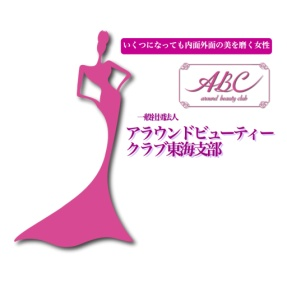 いくつになっても内面外面の美を磨く女性
ABC
around beauty club
一般社団法人
アラウンドビューティー
クラブ東海支部